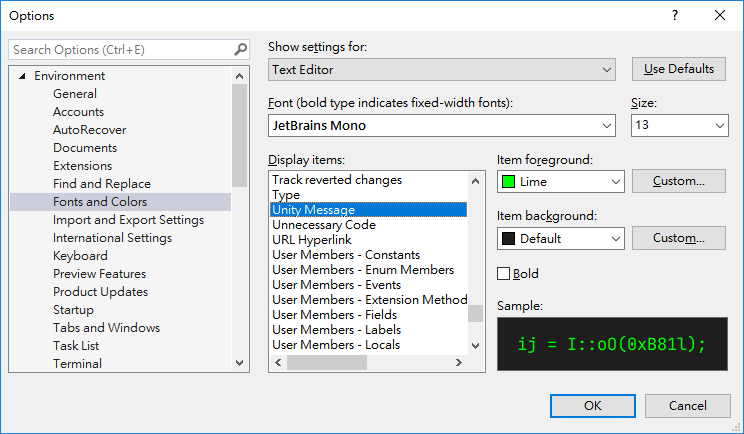 Options
Search Options (Ctrl+E)
Environment
General
Accounts
AutoRecover
Documents
Extensions
Find and Replace
Fonts and Colors
Import and Export Settings
International Settings
Keyboard
Preview Features
Product Updates
Startup
Tabs and Windows
Task List
Terminal
Show settings for:
Text Editor
Use Defaults
Font (bold type indicates fixed-width fonts):
JetBrains Mono
Size:
13
Display items:
Track reverted changes
Type
Unity Message
Unnecessary Code
URL Hyperlink
User Members - Constants
User Members - Enum Members
User Members - Events
User Members - Extension Method
User Members - Fields
User Members - Labels
User Members - Locals
Item foreground:
Lime
Custom...
Item background:
Default
Custom...
Bold
Sample:
ij = I::oO(0xB81l);
OK
Cancel